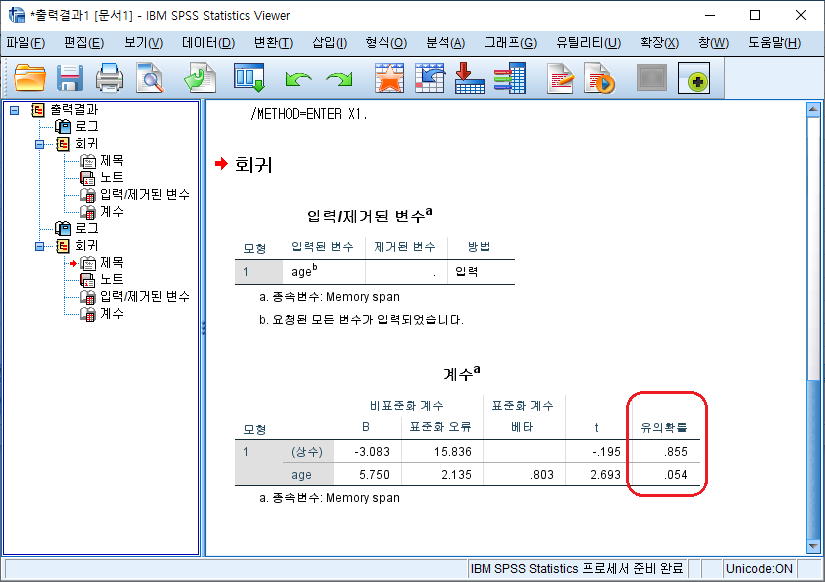 *출력결과1 [문서1] - IBM SPSS Statistics Viewer
파일(F) 편집(E) 보기(V) 데이터(D) 변환(T) 삽입(I) 형식(O) 분석(A) 그래프(G) 유틸리티(U) 확장(X) 창(W) 도움말(H)
출력결과
로그
회귀
제목
노트
입력/제거된 변수
계수
로그
회귀
제목
노트
입력/제거된 변수
계수
/METHOD=ENTER X1.
회귀
입력/제거된 변수a
모형 입력된 변수 제거된 변수 방법
1 ageb . 입력
a. 종속변수: Memory span
b. 요청된 모든 변수가 입력되었습니다.
계수a
비표준화 계수 표준화 계수
모형 B 표준화 오류 베타 t 유의확률
1 (상수) -3.083 15.836 -.195 .855
age 5.750 2.135 .803 2.693 .054
a. 종속변수: Memory span
IBM SPSS Statistics 프로세서 준비 완료 Unicode:ON